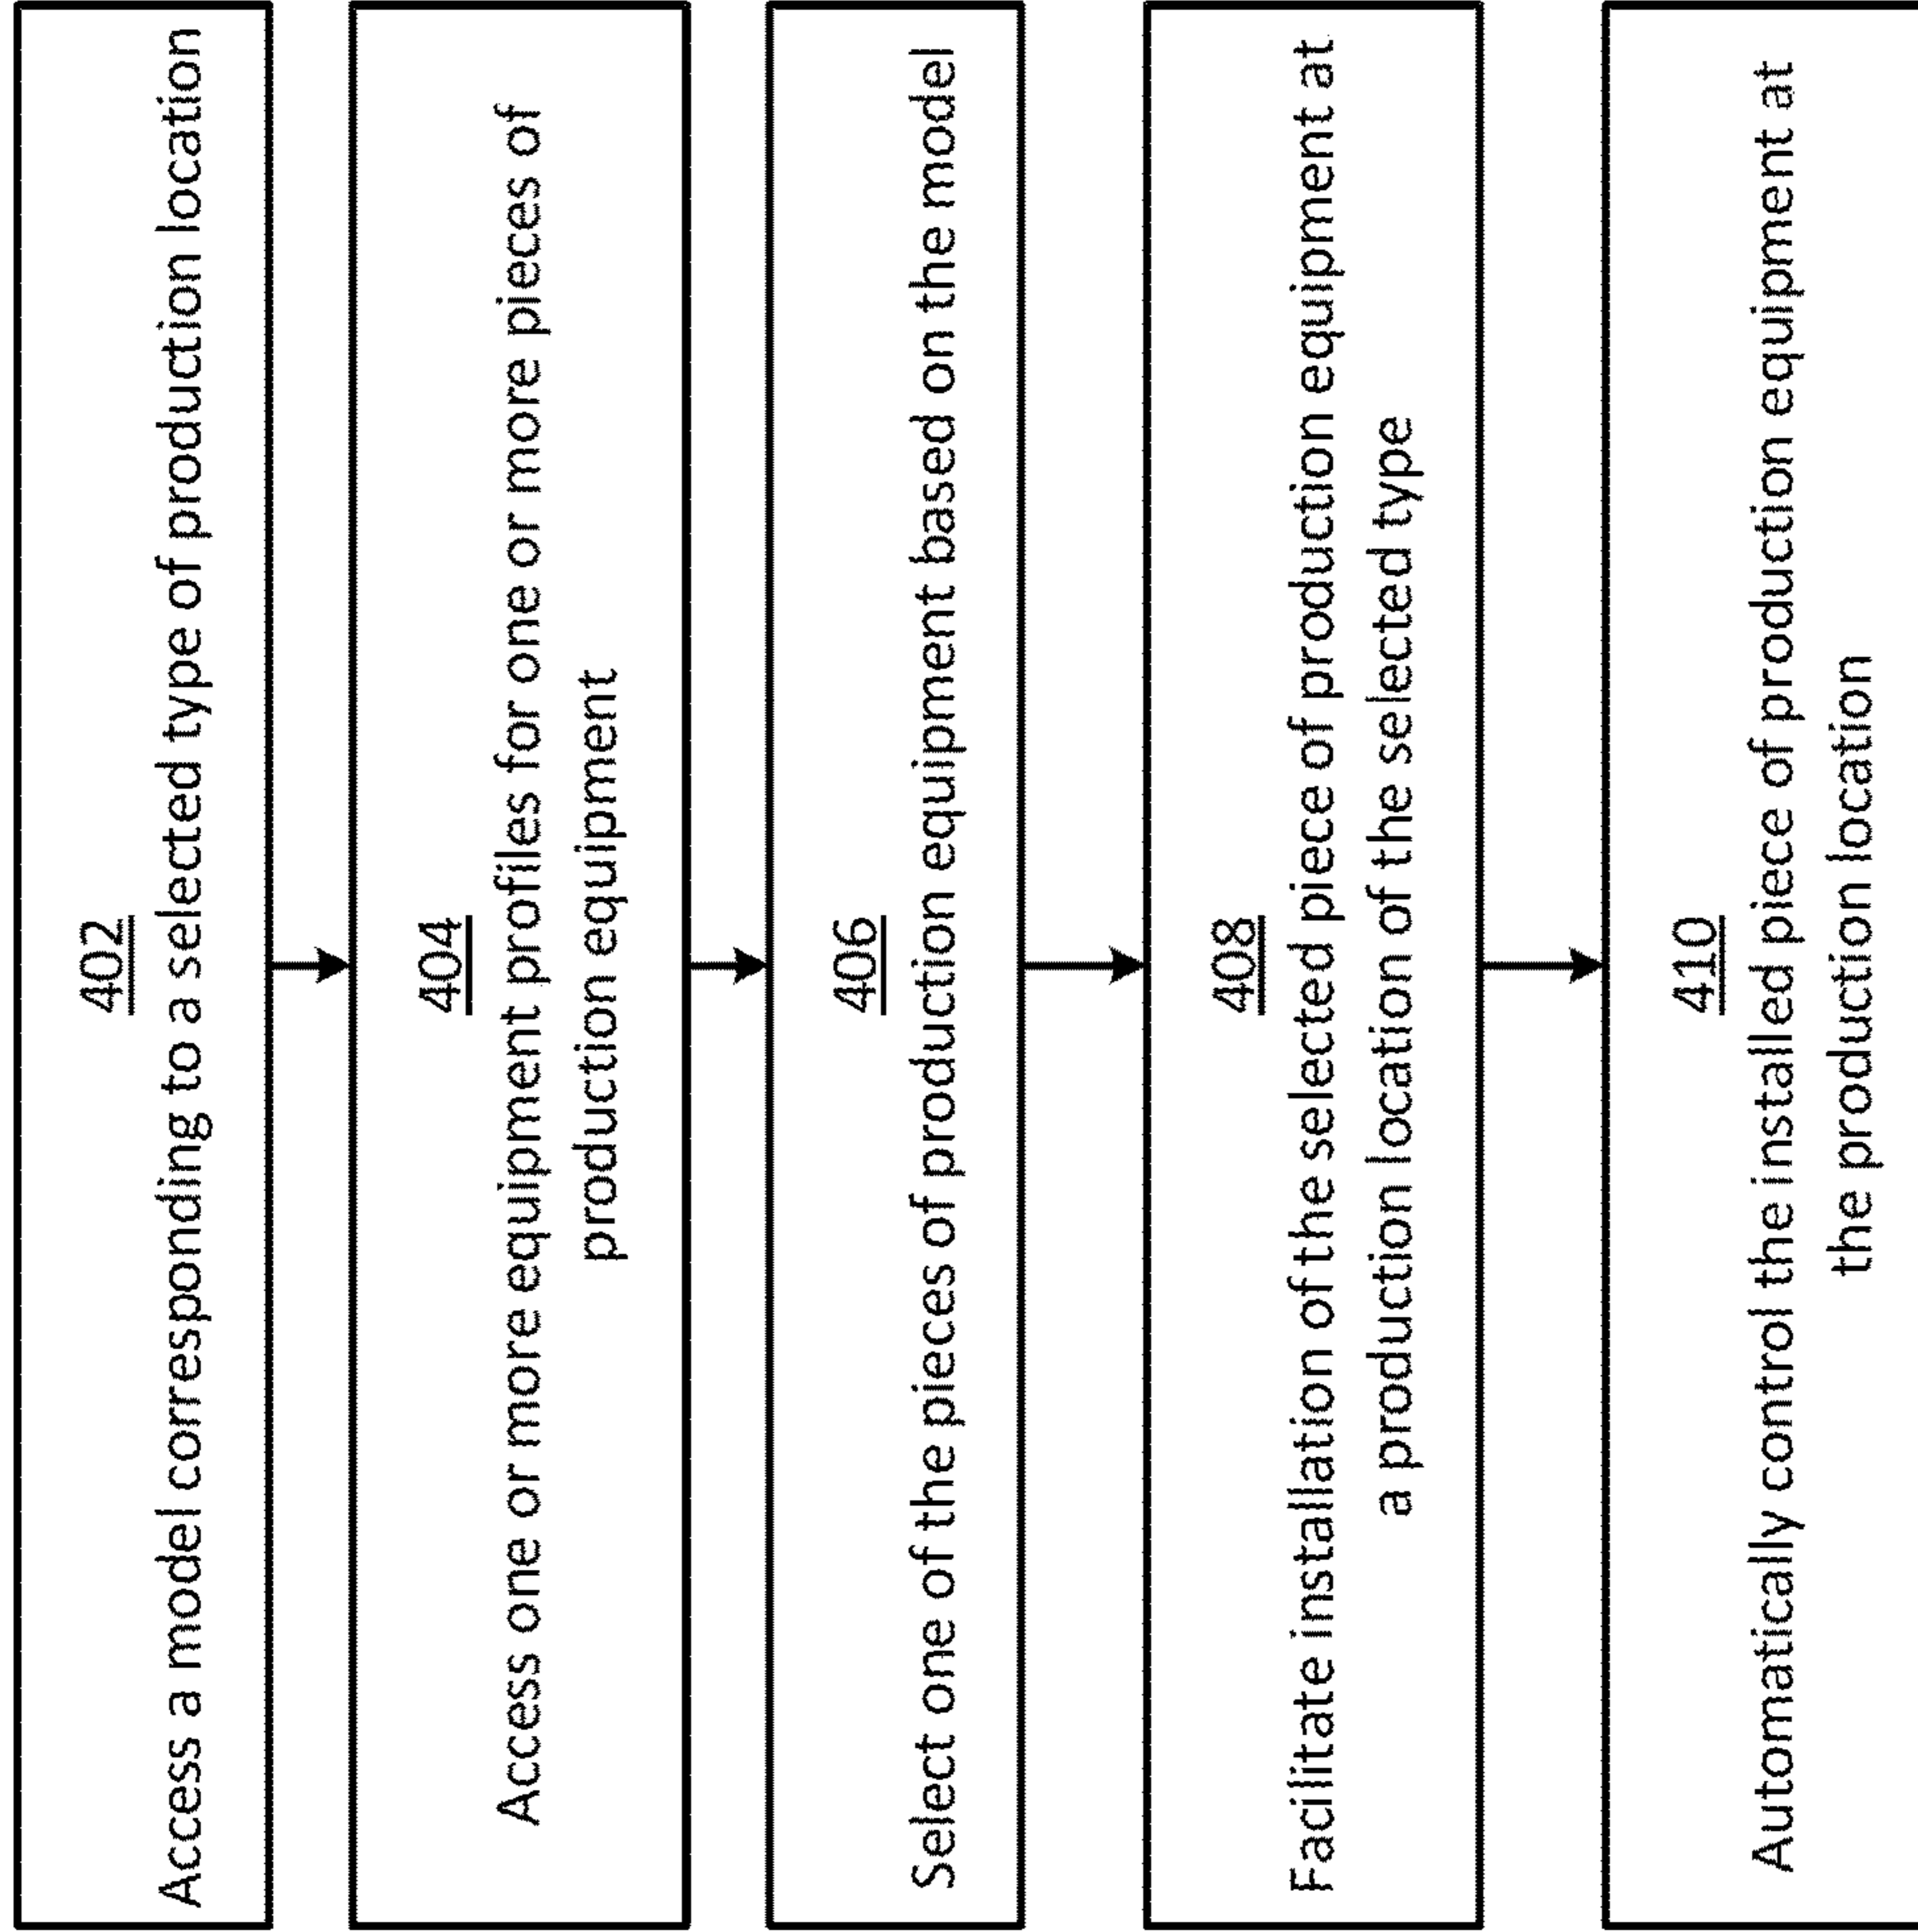 402
Access a model corresponding to a selected type of production location
404
Access one or more equipment profiles for one or more pieces of
production equipment
406
Select one of the pieces of production equipment based on the model
408
Facilitate installation of the selected piece of production equipment at
a production location of the selected type
410
Automatically control the installed piece of production equipment at
the production location